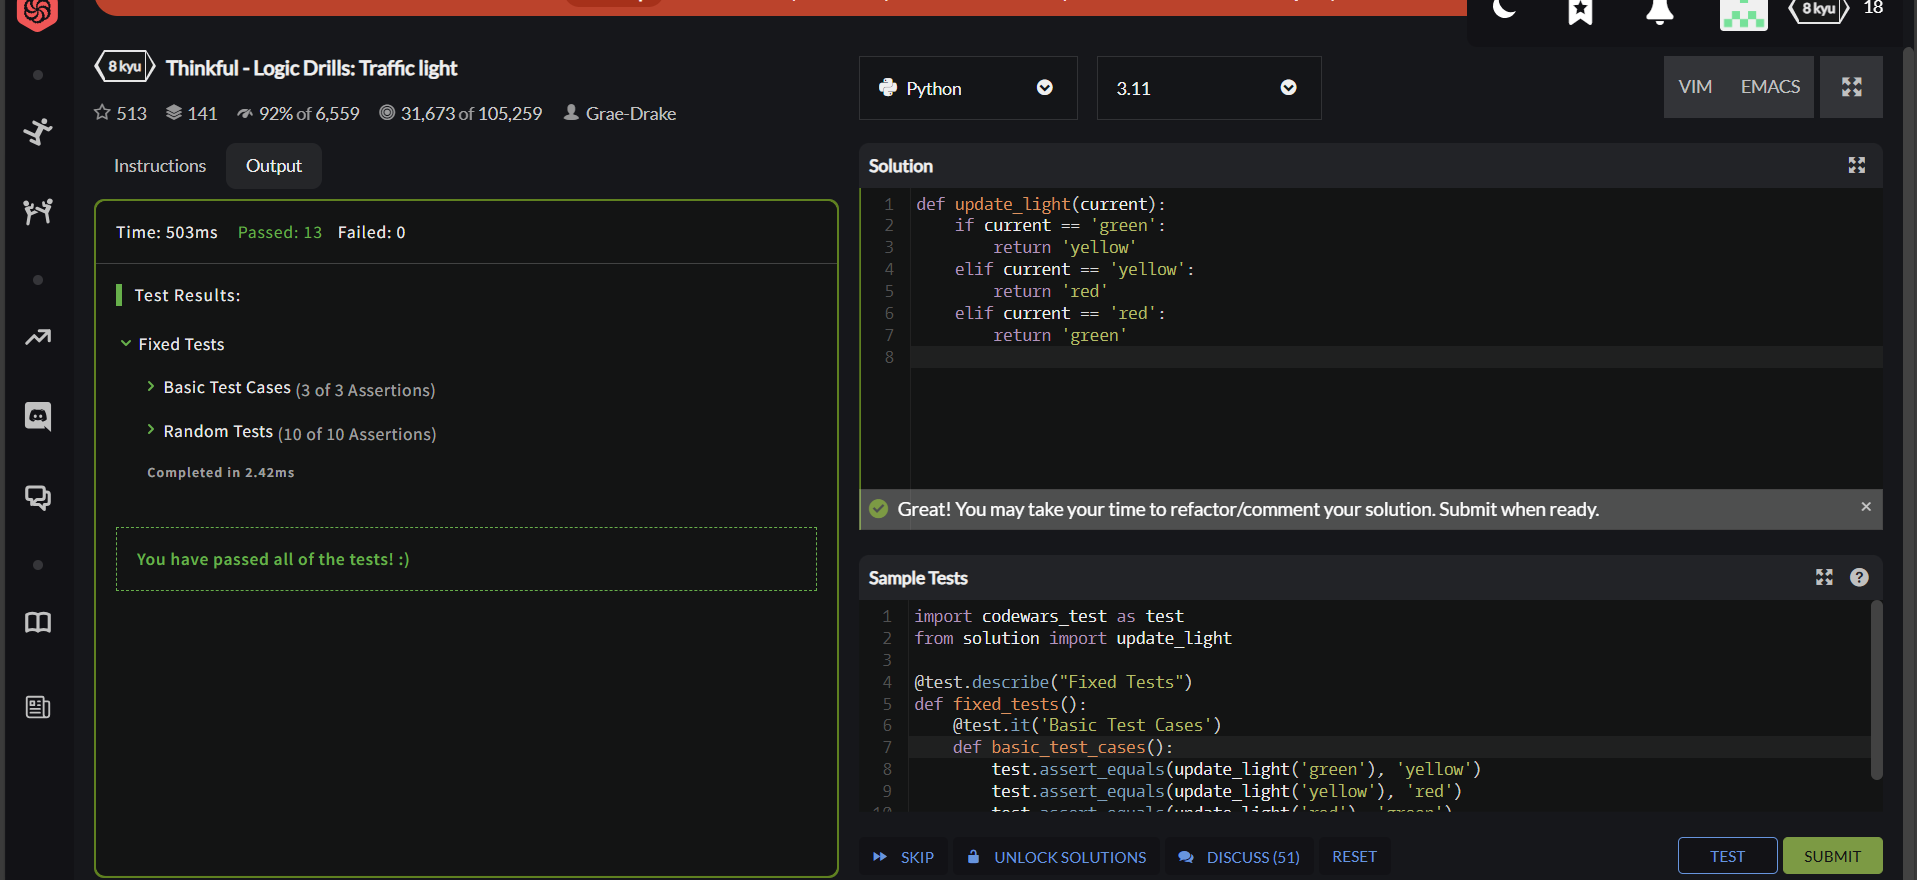 8 kyu
18
8 kyu
Thinkful - Logic Drills: Traffic light
513
141
92% of 6,559
31,673 of 105,259
Grae-Drake
Instructions
Output
Time: 503ms Passed: 13 Failed: 0
Test Results:
Fixed Tests
Basic Test Cases (3 of 3 Assertions)
Random Tests (10 of 10 Assertions)
Completed in 2.42ms
You have passed all of the tests! :)
Python
3.11
VIM
EMACS
Solution
1 def update_light(current):
2     if current == 'green':
3         return 'yellow'
4     elif current == 'yellow':
5         return 'red'
6     elif current == 'red':
7         return 'green'
8
Great! You may take your time to refactor/comment your solution. Submit when ready.
Sample Tests
1 import codewars_test as test
2 from solution import update_light
3
4 @test.describe("Fixed Tests")
5 def fixed_tests():
6     @test.it('Basic Test Cases')
7     def basic_test_cases():
8         test.assert_equals(update_light('green'), 'yellow')
9         test.assert_equals(update_light('yellow'), 'red')
10         test.assert_equals(update_light('red'), 'green')
SKIP
UNLOCK SOLUTIONS
DISCUSS (51)
RESET
TEST
SUBMIT